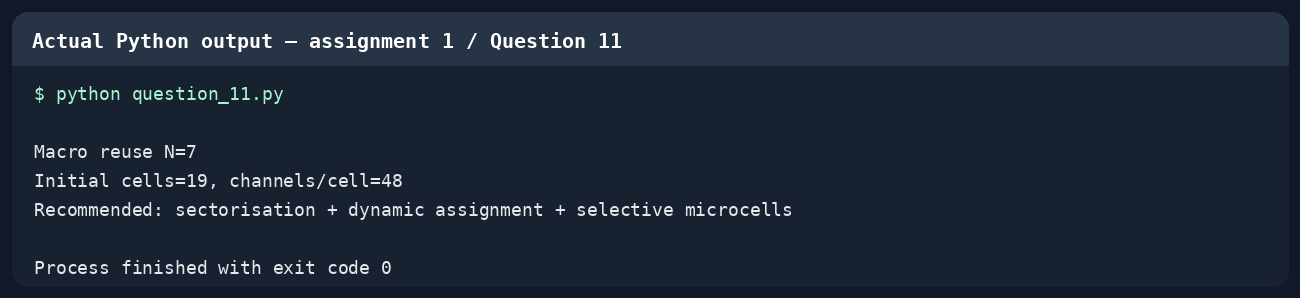 Actual Python output — assignment 1 / Question 11
$ python question_11.py
Macro reuse N=7
Initial cells=19, channels/cell=48
Recommended: sectorisation + dynamic assignment + selective microcells
Process finished with exit code 0